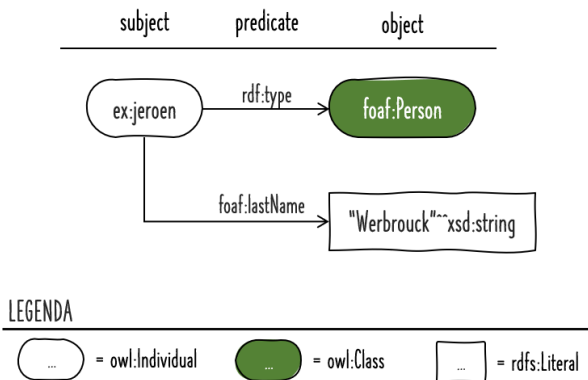 subject predicate object
ex:jeroen rdf:type foaf:Person
foaf:lastName "Werbrouck"^^xsd:string
LEGENDA
... = owl:Individual ... = owl:Class ... = rdfs:Literal